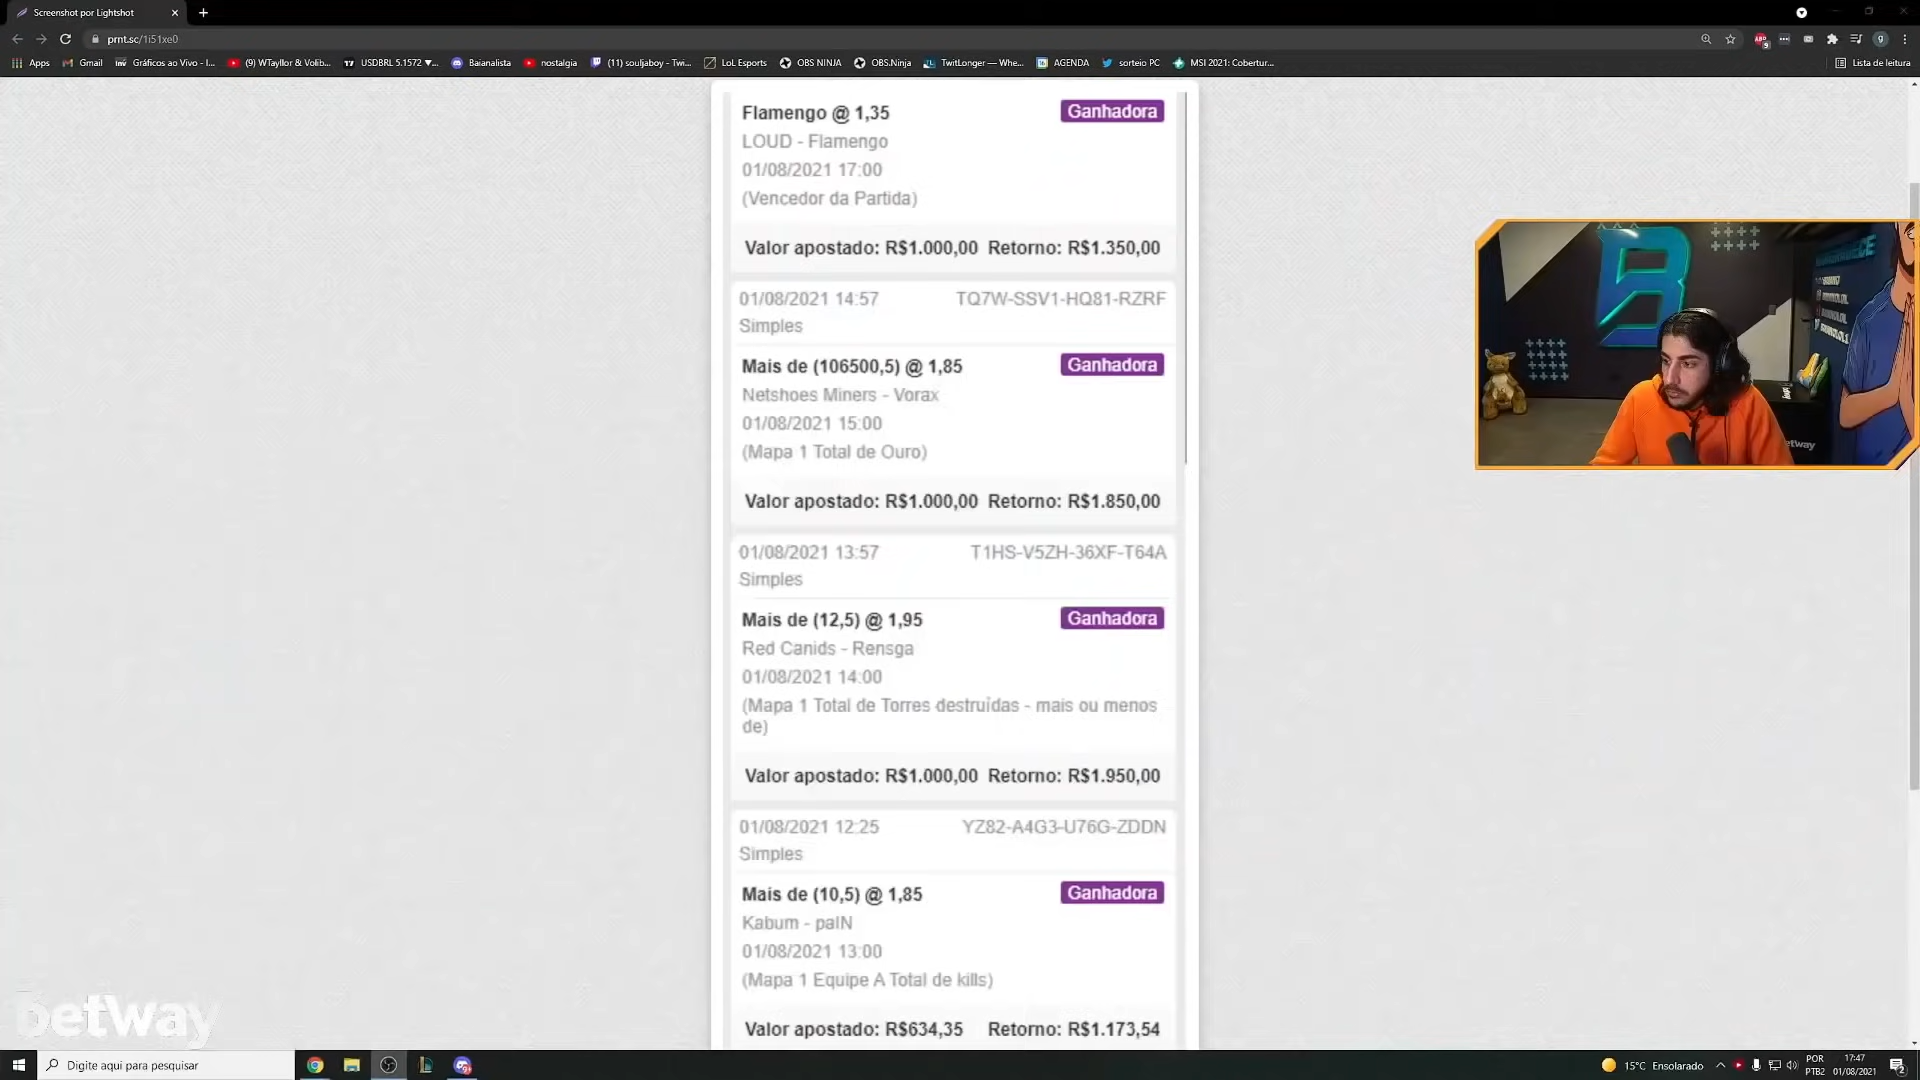 Screenshot por Lightshot
prnt.sc/1i51xe0
Apps
Gmail
Gráficos ao Vivo - I...
(9) WTayllor & Volib...
USDBRL 5.1572 ▼...
Baianalista
nostalgia
(11) souljaboy - Twi...
LoL Esports
OBS NINJA
OBS.Ninja
TwitLonger — Whe...
AGENDA
sorteio PC
MSI 2021: Cobertur...
Lista de leitura
Flamengo @ 1,35 Ganhadora
LOUD - Flamengo
01/08/2021 17:00
(Vencedor da Partida)
Valor apostado: R$1.000,00 Retorno: R$1.350,00
01/08/2021 14:57 TQ7W-SSV1-HQ81-RZRF
Simples
Mais de (106500,5) @ 1,85 Ganhadora
Netshoes Miners - Vorax
01/08/2021 15:00
(Mapa 1 Total de Ouro)
Valor apostado: R$1.000,00 Retorno: R$1.850,00
01/08/2021 13:57 T1HS-V5ZH-36XF-T64A
Simples
Mais de (12,5) @ 1,95 Ganhadora
Red Canids - Rensga
01/08/2021 14:00
(Mapa 1 Total de Torres destruídas - mais ou menos
de)
Valor apostado: R$1.000,00 Retorno: R$1.950,00
01/08/2021 12:25 YZ82-A4G3-U76G-ZDDN
Simples
Mais de (10,5) @ 1,85 Ganhadora
Kabum - paIN
01/08/2021 13:00
(Mapa 1 Equipe A Total de kills)
Valor apostado: R$634,35 Retorno: R$1.173,54
betway
Digite aqui para pesquisar
15°C Ensolarado
POR
PTB2
17:47
01/08/2021